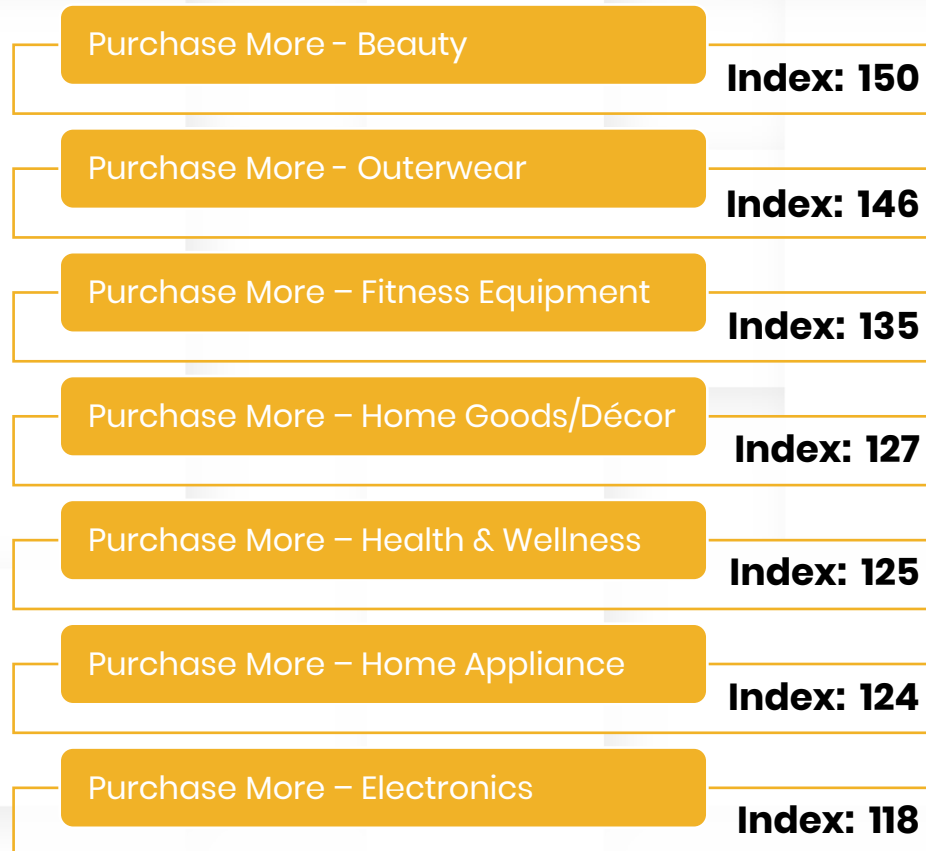 Purchase More - Beauty
Index: 150
Purchase More - Outerwear
Index: 146
Purchase More – Fitness Equipment
Index: 135
Purchase More – Home Goods/Décor
Index: 127
Purchase More – Health & Wellness
Index: 125
Purchase More – Home Appliance
Index: 124
Purchase More – Electronics
Index: 118